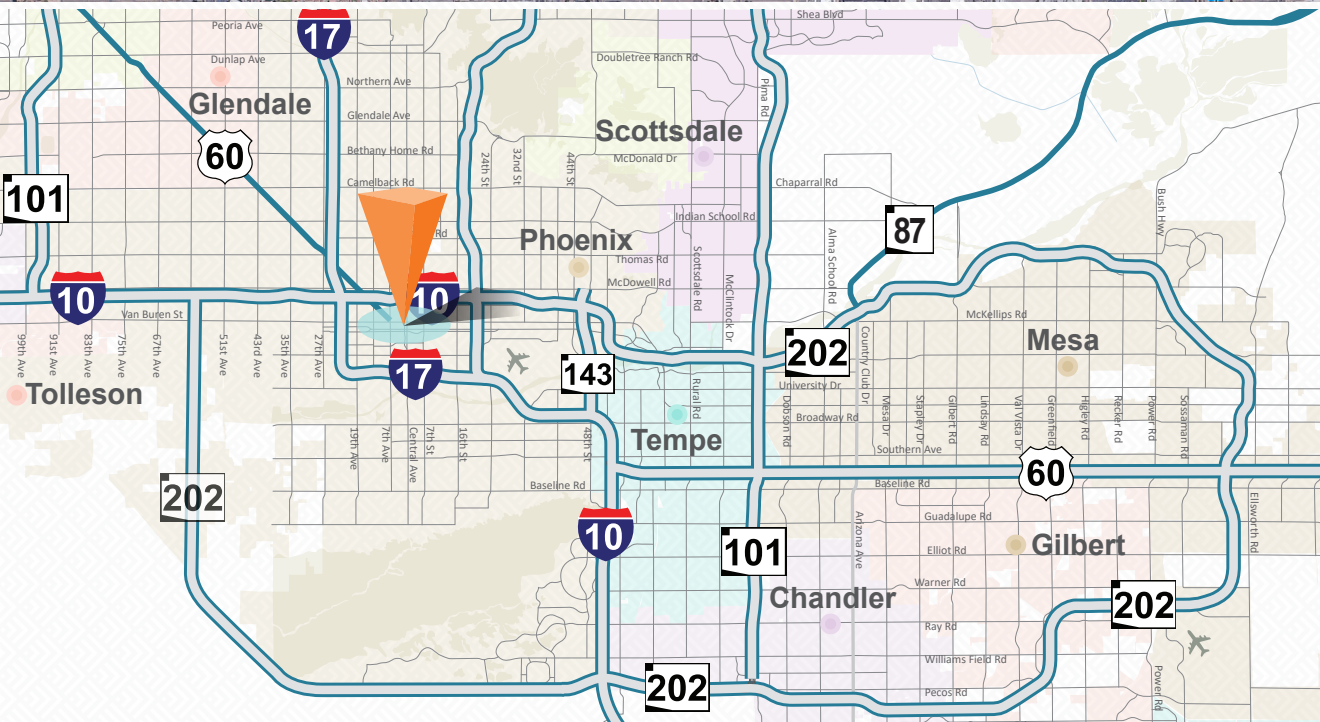 Shea Blvd
Peoria Ave
17
Dunlap Ave
Doubletree Ranch Rd
Northern Ave
Pima Rd
Glendale
Glendale Ave
Scottsdale
60
Bethany Home Rd
McDonald Dr
24th St
32nd St
44th St
Camelback Rd
Chaparral Rd
101
Bush Hwy
Indian School Rd
87
Rd
Phoenix
Alma School Rd
Thomas Rd
Scottsdale Rd
McDowell Rd
McClintock Dr
10
10
Van Buren St
McKellips Rd
99th Ave
91st Ave
83th Ave
75th Ave
67th Ave
51st Ave
43rd Ave
35th Ave
27th Ave
Mesa
202
Country Club Dr
17
143
Tolleson
University Dr
Rural Rd
Dobson Rd
Broadway Rd
Mesa Dr
Stapley Dr
Gilbert Rd
Lindsay Rd
Val Vista Dr
Greenfield
Higley Rd
Recker Rd
Power Rd
Sossaman Rd
19th Ave
7th Ave
Central Ave
7th St
16th St
48th St
Tempe
Southern Ave
60
202
Baseline Rd
Baseline Rd
Ellsworth Rd
Guadalupe Rd
Arizona Ave
10
101
Elliot Rd
Gilbert
Warner Rd
Chandler
202
Ray Rd
Williams Field Rd
202
Pecos Rd
Power Rd